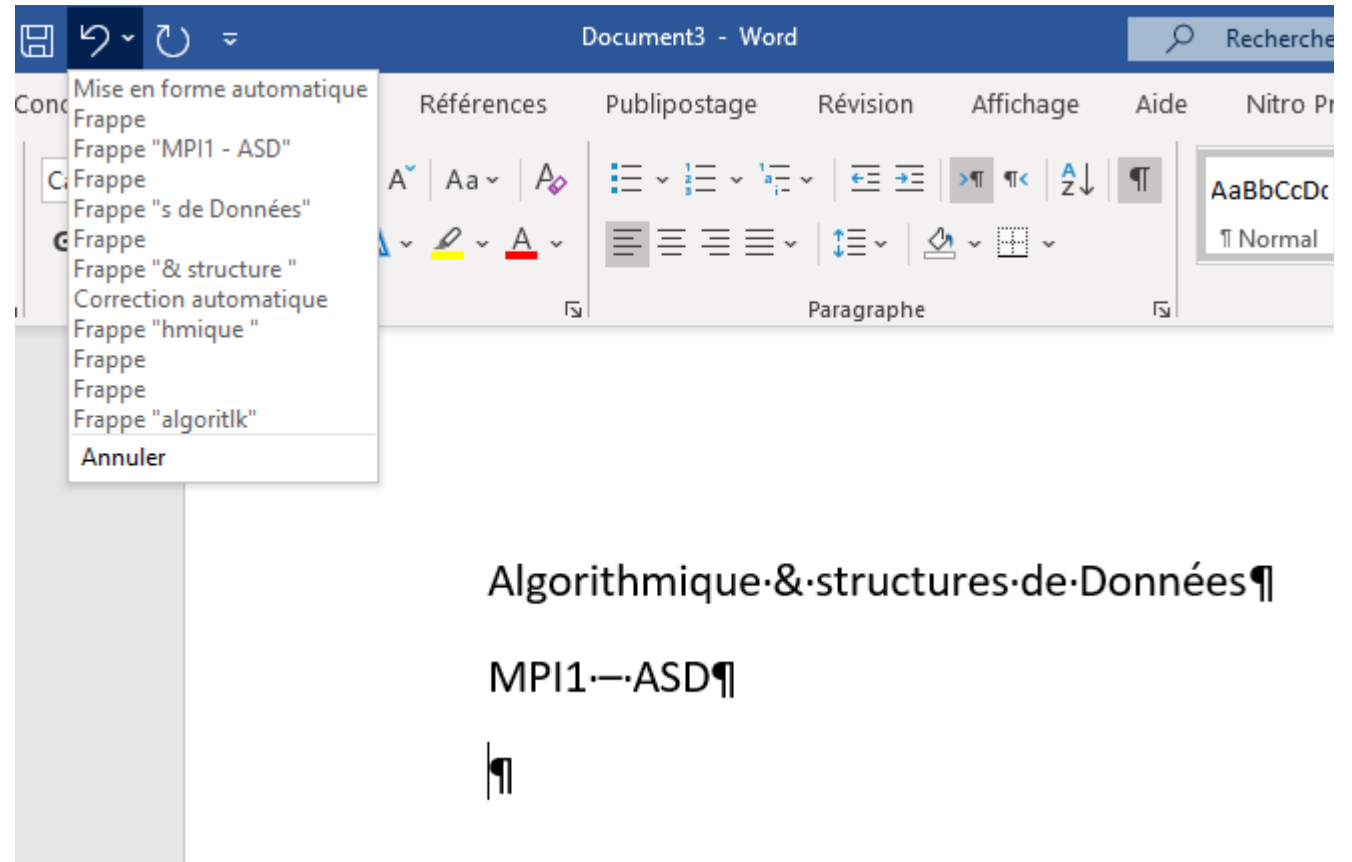 Document3 - Word
Recherche
Mise en forme automatique
Frappe
Frappe "MPI1 - ASD"
Frappe
Frappe "s de Données"
Frappe
Frappe "& structure "
Correction automatique
Frappe "hmique "
Frappe
Frappe
Frappe "algoritlk"
Annuler
Références Publipostage Révision Affichage Aide Nitro
Aa
AaBbCcDc
¶ Normal
Paragraphe
Algorithmique·&·structures·de·Données¶
MPI1·–·ASD¶
¶